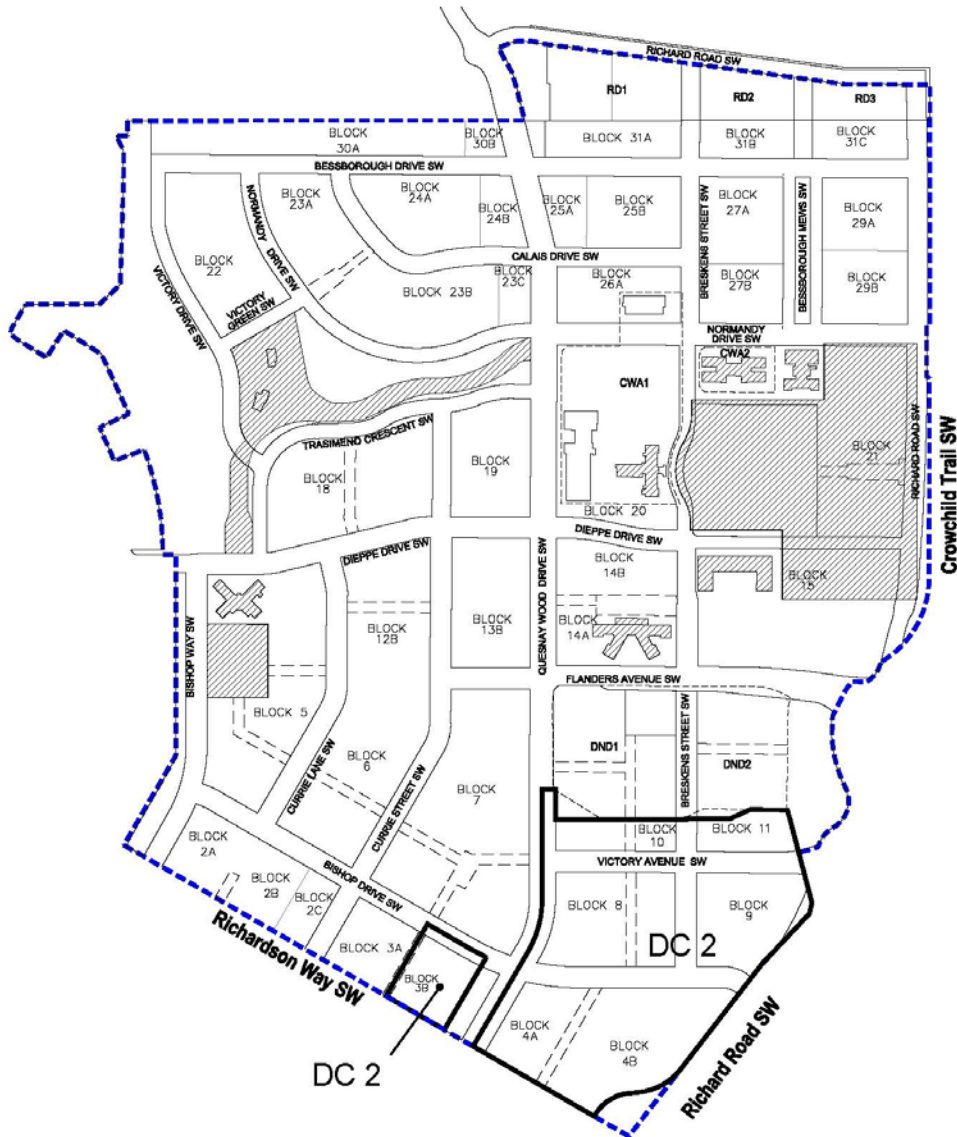 RICHARD ROAD SW
RD1
RD2
RD3
BLOCK
30A
BLOCK
30B
BLOCK 31A
BLOCK
31B
BLOCK
31C
BESSBOROUGH DRIVE SW
BLOCK
22
NORMANDY DRIVE SW
BLOCK
23A
BLOCK
24A
BLOCK
24B
BLOCK
25A
BLOCK
25B
BRESKENS STREET SW
BLOCK
27A
BESSBOROUGH MEWS SW
BLOCK
29A
CALAIS DRIVE SW
VICTORY DRIVE SW
VICTORY
GREEN SW
BLOCK 23B
BLOCK
23C
BLOCK
26A
BLOCK
27B
BLOCK
29B
NORMANDY
DRIVE SW
CWA1
CWA2
TRASIMENO CRESCENT SW
BLOCK
18
BLOCK
19
BLOCK 20
BLOCK
21
RICHARD ROAD SW
Crowchild Trail SW
DIEPPE DRIVE SW
DIEPPE DRIVE SW
BLOCK
14B
BLOCK
15
BISHOP WAY SW
BLOCK
12B
BLOCK
13B
QUESNAY WOOD DRIVE SW
BLOCK
14A
FLANDERS AVENUE SW
BLOCK 5
CURRIE LANE SW
BLOCK
6
CURRIE STREET SW
BLOCK
7
DND1
BRESKENS STREET SW
DND2
BLOCK
10
BLOCK 11
VICTORY AVENUE SW
BLOCK
2A
BLOCK
2B
BLOCK
2C
BISHOP DRIVE SW
BLOCK 3A
BLOCK
3B
BLOCK 8
BLOCK
9
DC 2
Richardson Way SW
BLOCK
4A
BLOCK
4B
DC 2
Richard Road SW